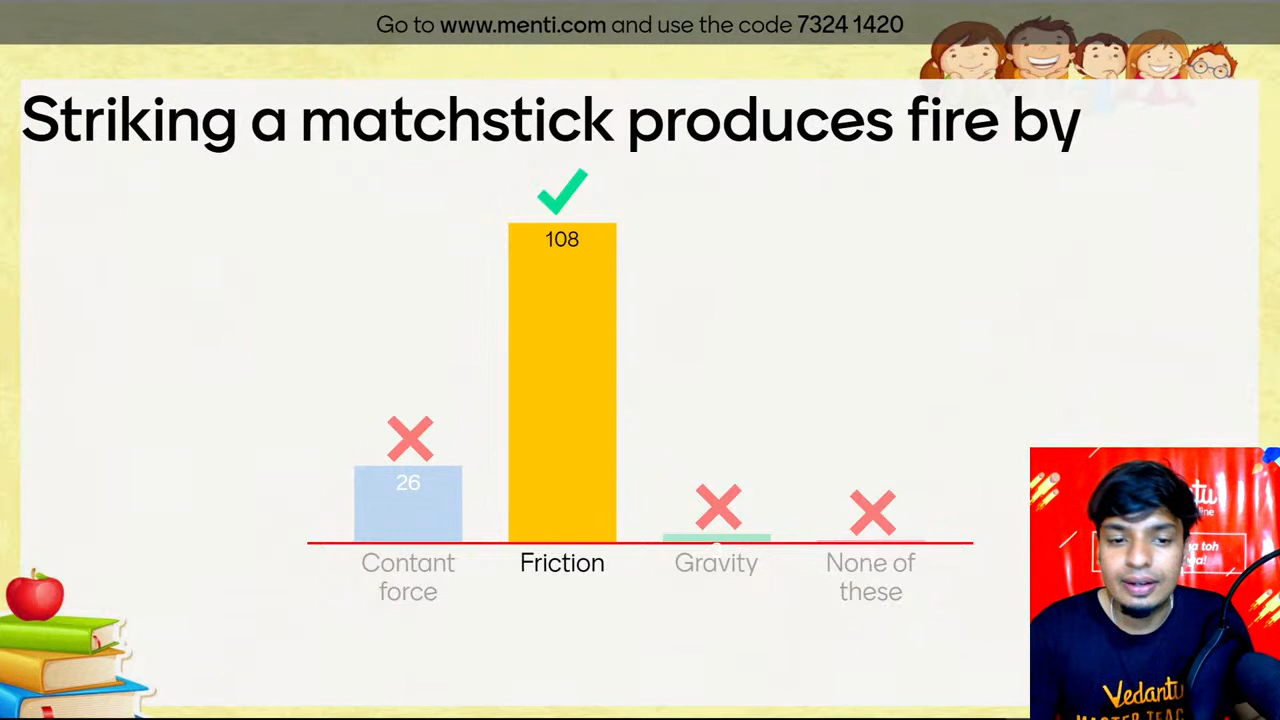 Go to www.menti.com and use the code 7324 1420
Striking a matchstick produces fire by
108
26
Contant
force
Friction
Gravity
None of
these
Vedantu